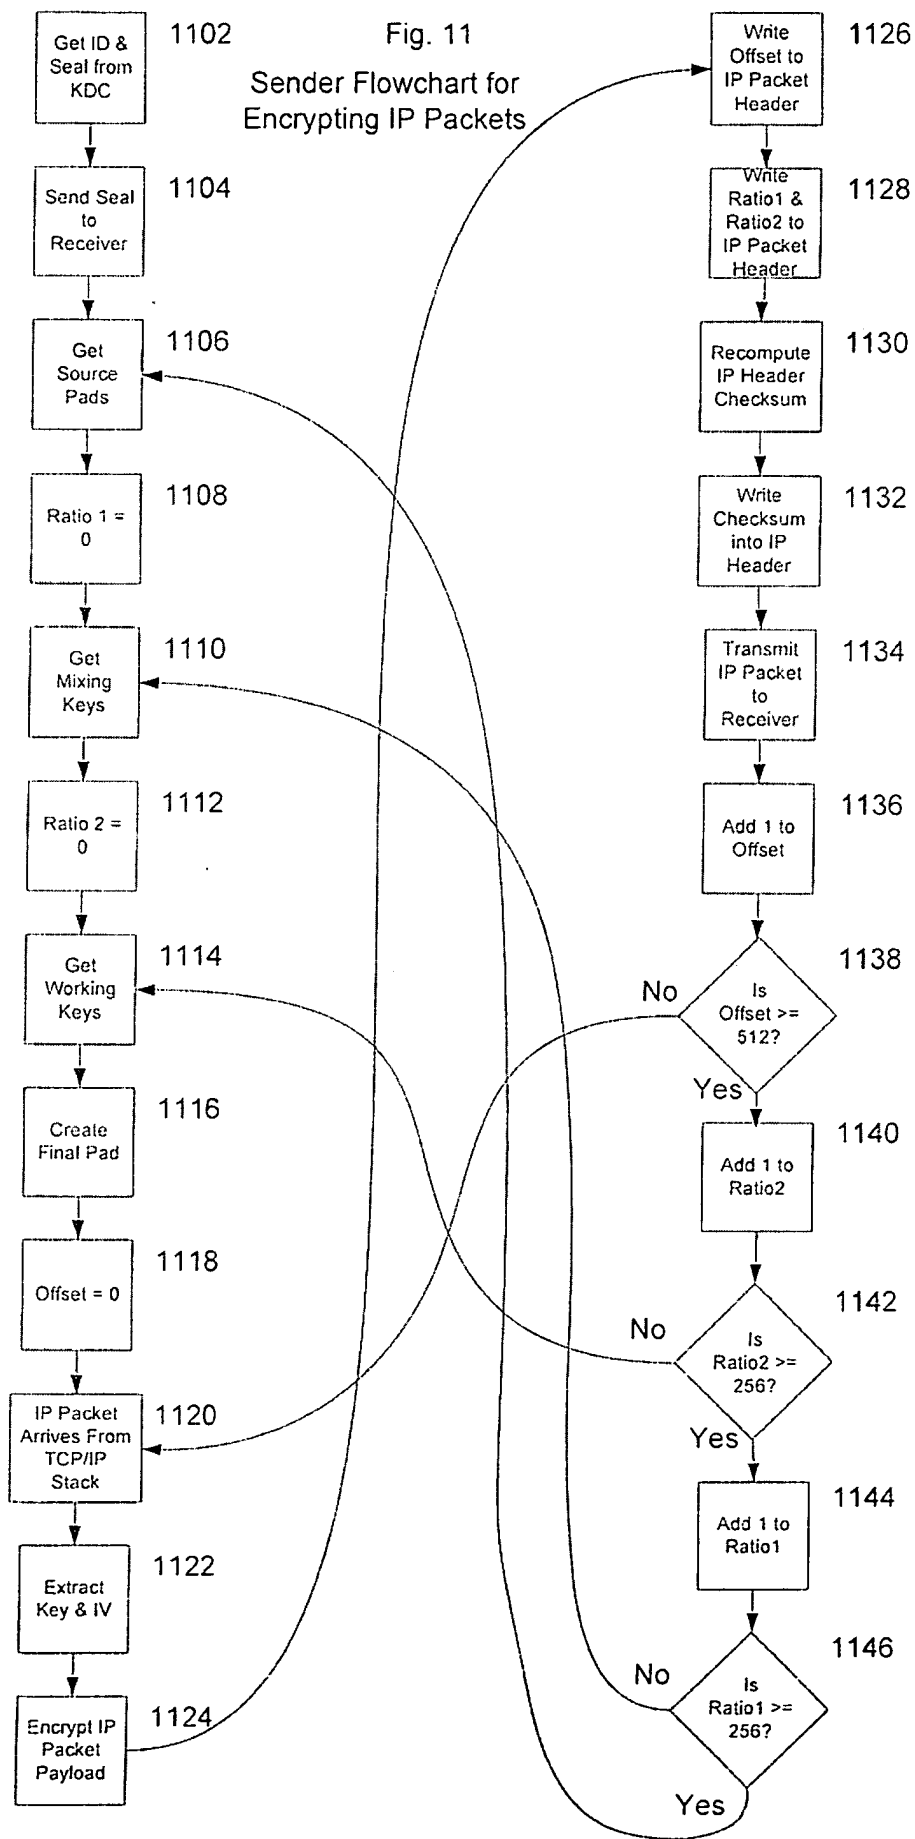 Fig. 11
Sender Flowchart for
Encrypting IP Packets
Get ID &
Seal from
KDC
1102
Send Seal
to
Receiver
1104
Get
Source
Pads
1106
Ratio 1 =
0
1108
Get
Mixing
Keys
1110
Ratio 2 =
0
1112
Get
Working
Keys
1114
Create
Final Pad
1116
Offset = 0
1118
IP Packet
Arrives From
TCP/IP
Stack
1120
Extract
Key & IV
1122
Encrypt IP
Packet
Payload
1124
Write
Offset to
IP Packet
Header
1126
Write
Ratio1 &
Ratio2 to
IP Packet
Header
1128
Recompute
IP Header
Checksum
1130
Write
Checksum
into IP
Header
1132
Transmit
IP Packet
to
Receiver
1134
Add 1 to
Offset
1136
Is
Offset >=
512?
1138
No
Yes
Add 1 to
Ratio2
1140
Is
Ratio2 >=
256?
1142
No
Yes
Add 1 to
Ratio1
1144
Is
Ratio1 >=
256?
1146
No
Yes